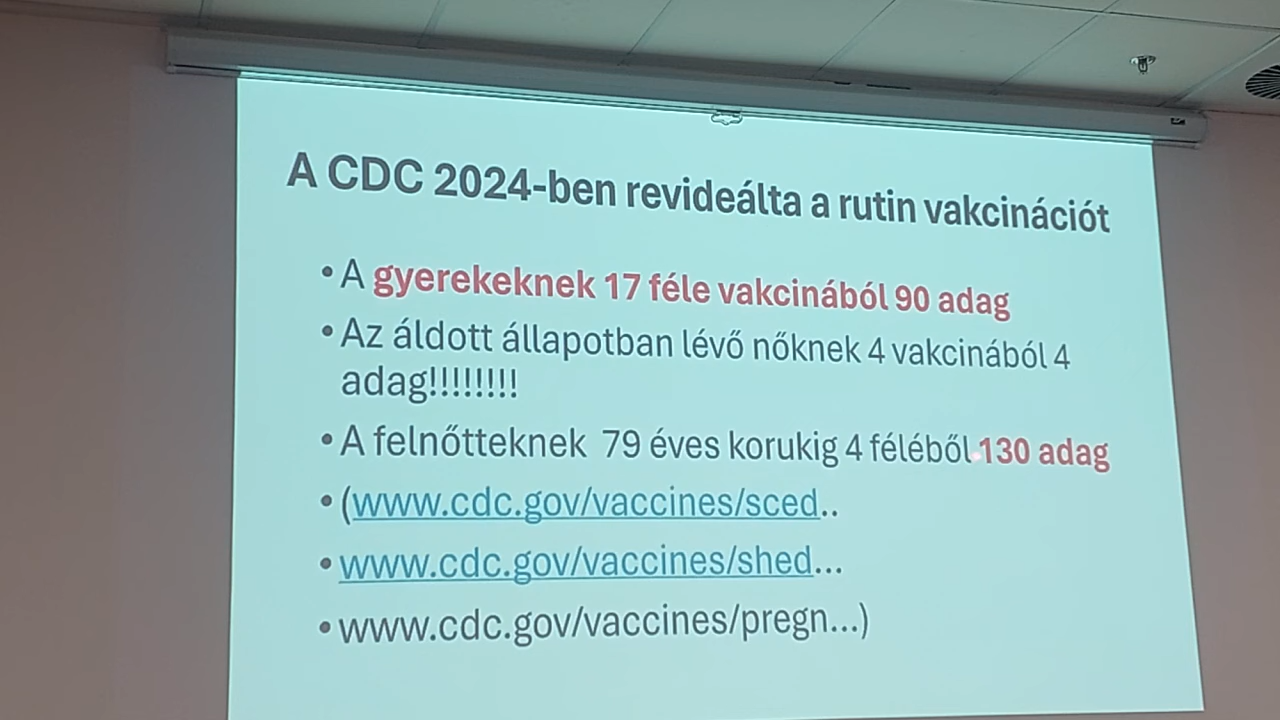 A CDC 2024-ben revideálta a rutin vakcinációt
• A gyerekeknek 17 féle vakcinából 90 adag
• Az áldott állapotban lévő nőknek 4 vakcinából 4
adag!!!!!!!!
• A felnőtteknek 79 éves korukig 4 féléből 130 adag
• (www.cdc.gov/vaccines/sced..
• www.cdc.gov/vaccines/shed...
• www.cdc.gov/vaccines/pregn...)